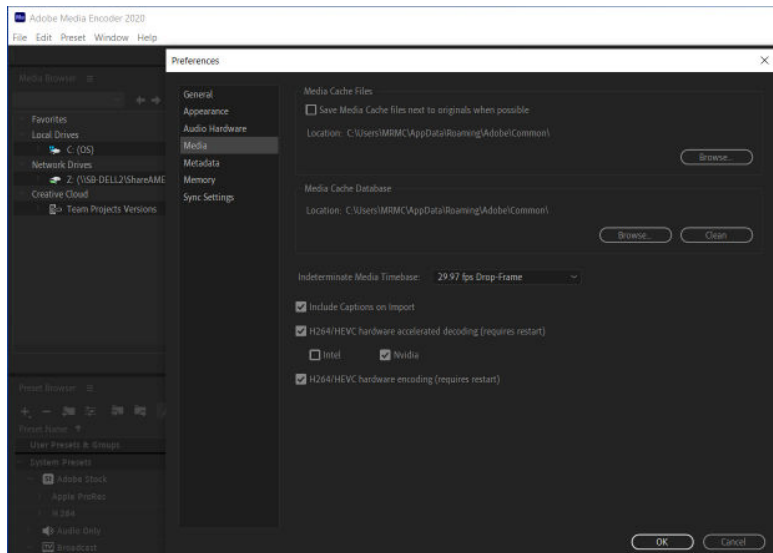 Me Adobe Media Encoder 2020
File Edit Preset Window Help
Preferences
Media Browser
Favorites
Local Drives
C: (OS)
Network Drives
Z: (\\SB-DELL2\ShareAME
Creative Cloud
Team Projects Versions
Preset Browser
Preset Name
User Presets & Groups
System Presets
Adobe Stock
Apple ProRes
H.264
Audio Only
Broadcast
General
Appearance
Audio Hardware
Media
Metadata
Memory
Sync Settings
Media Cache Files
Save Media Cache files next to originals when possible
Location: C:\Users\MRMC\AppData\Roaming\Adobe\Common\
Browse...
Media Cache Database
Location: C:\Users\MRMC\AppData\Roaming\Adobe\Common\
Browse... Clean
Indeterminate Media Timebase: 29.97 fps Drop-Frame
Include Captions on Import
H264/HEVC hardware accelerated decoding (requires restart)
Intel Nvidia
H264/HEVC hardware encoding (requires restart)
OK Cancel